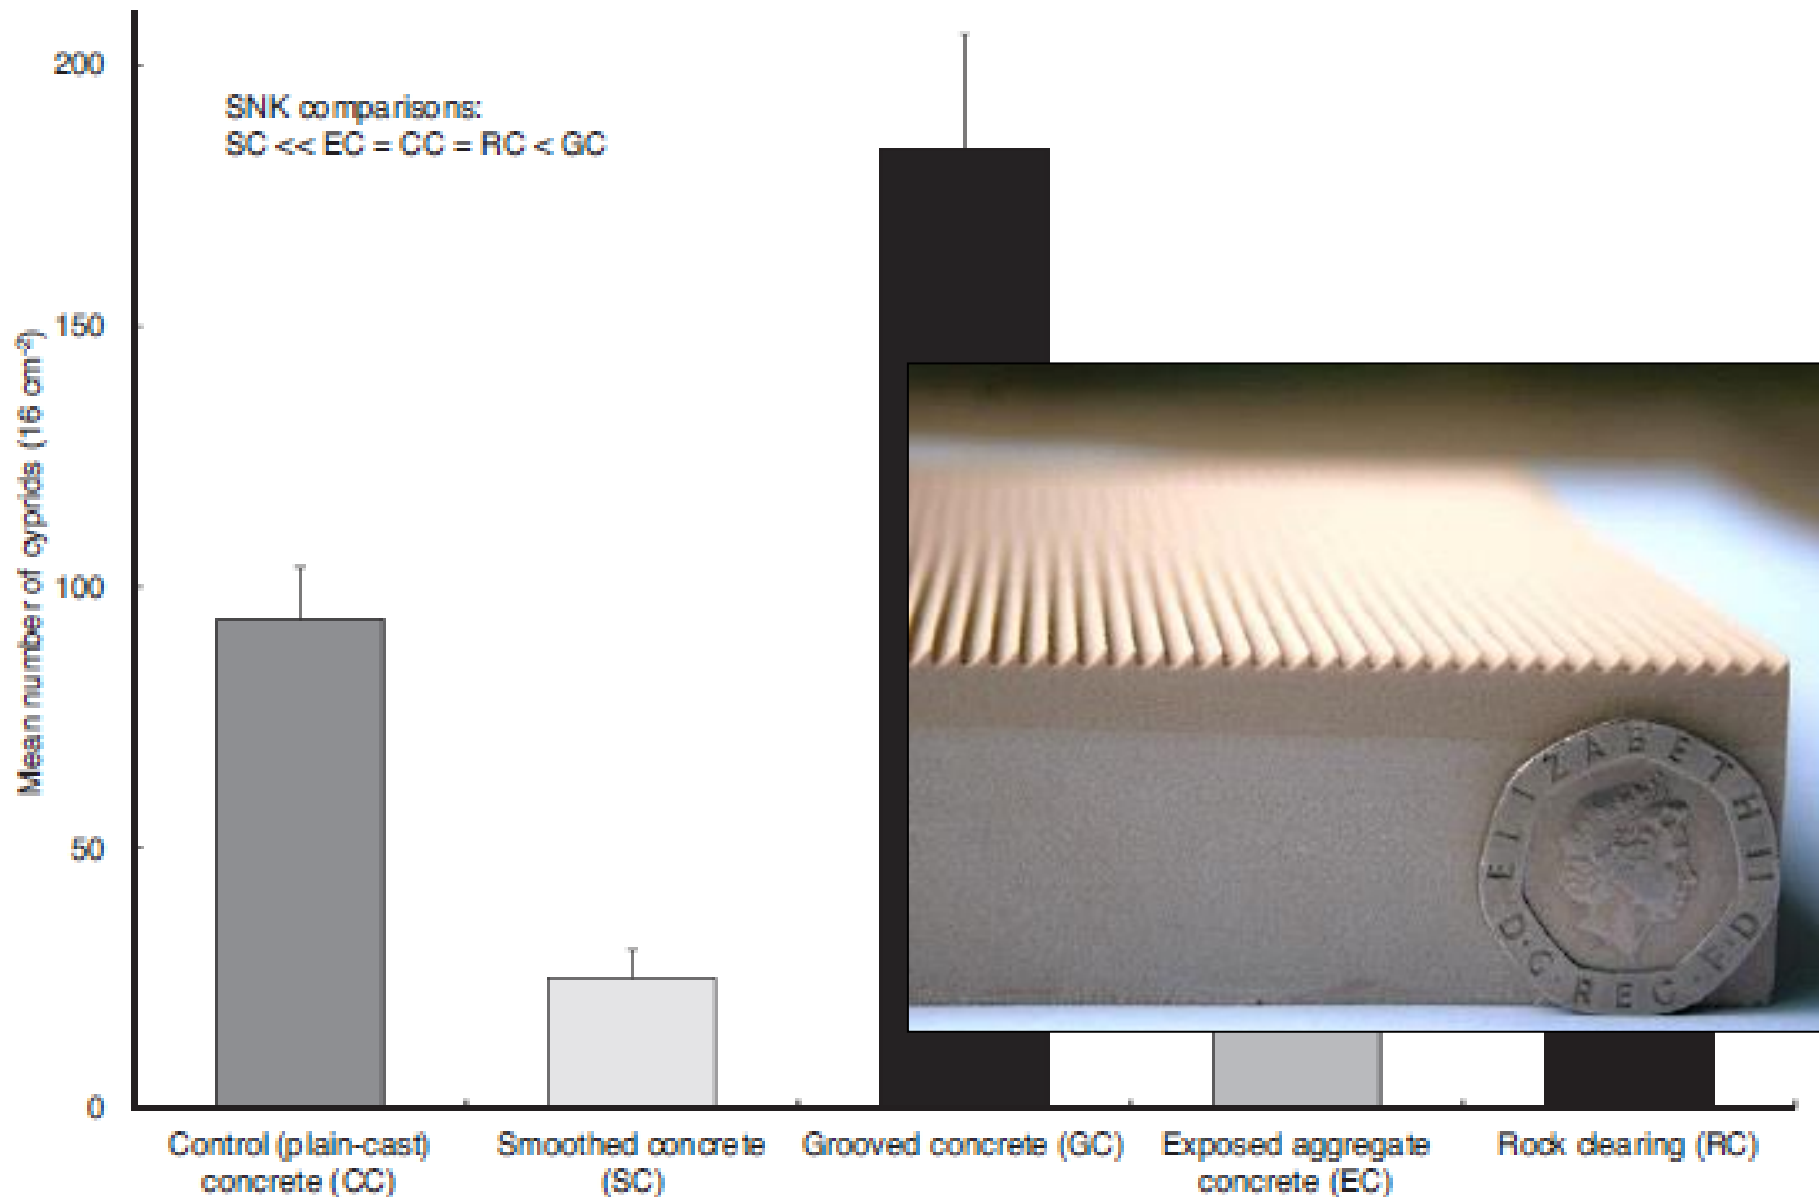 200
SNK comparisons:
SC << EC = CC = RC < GC
150
100
50
0
Mean number of cyprids (16 cm⁻²)
ELIZABETH II
D·G·REG·F·D
Control (plain-cast)
concrete (CC)
Smoothed concrete
(SC)
Grooved concrete (GC)
Exposed aggregate
concrete (EC)
Rock clearing (RC)